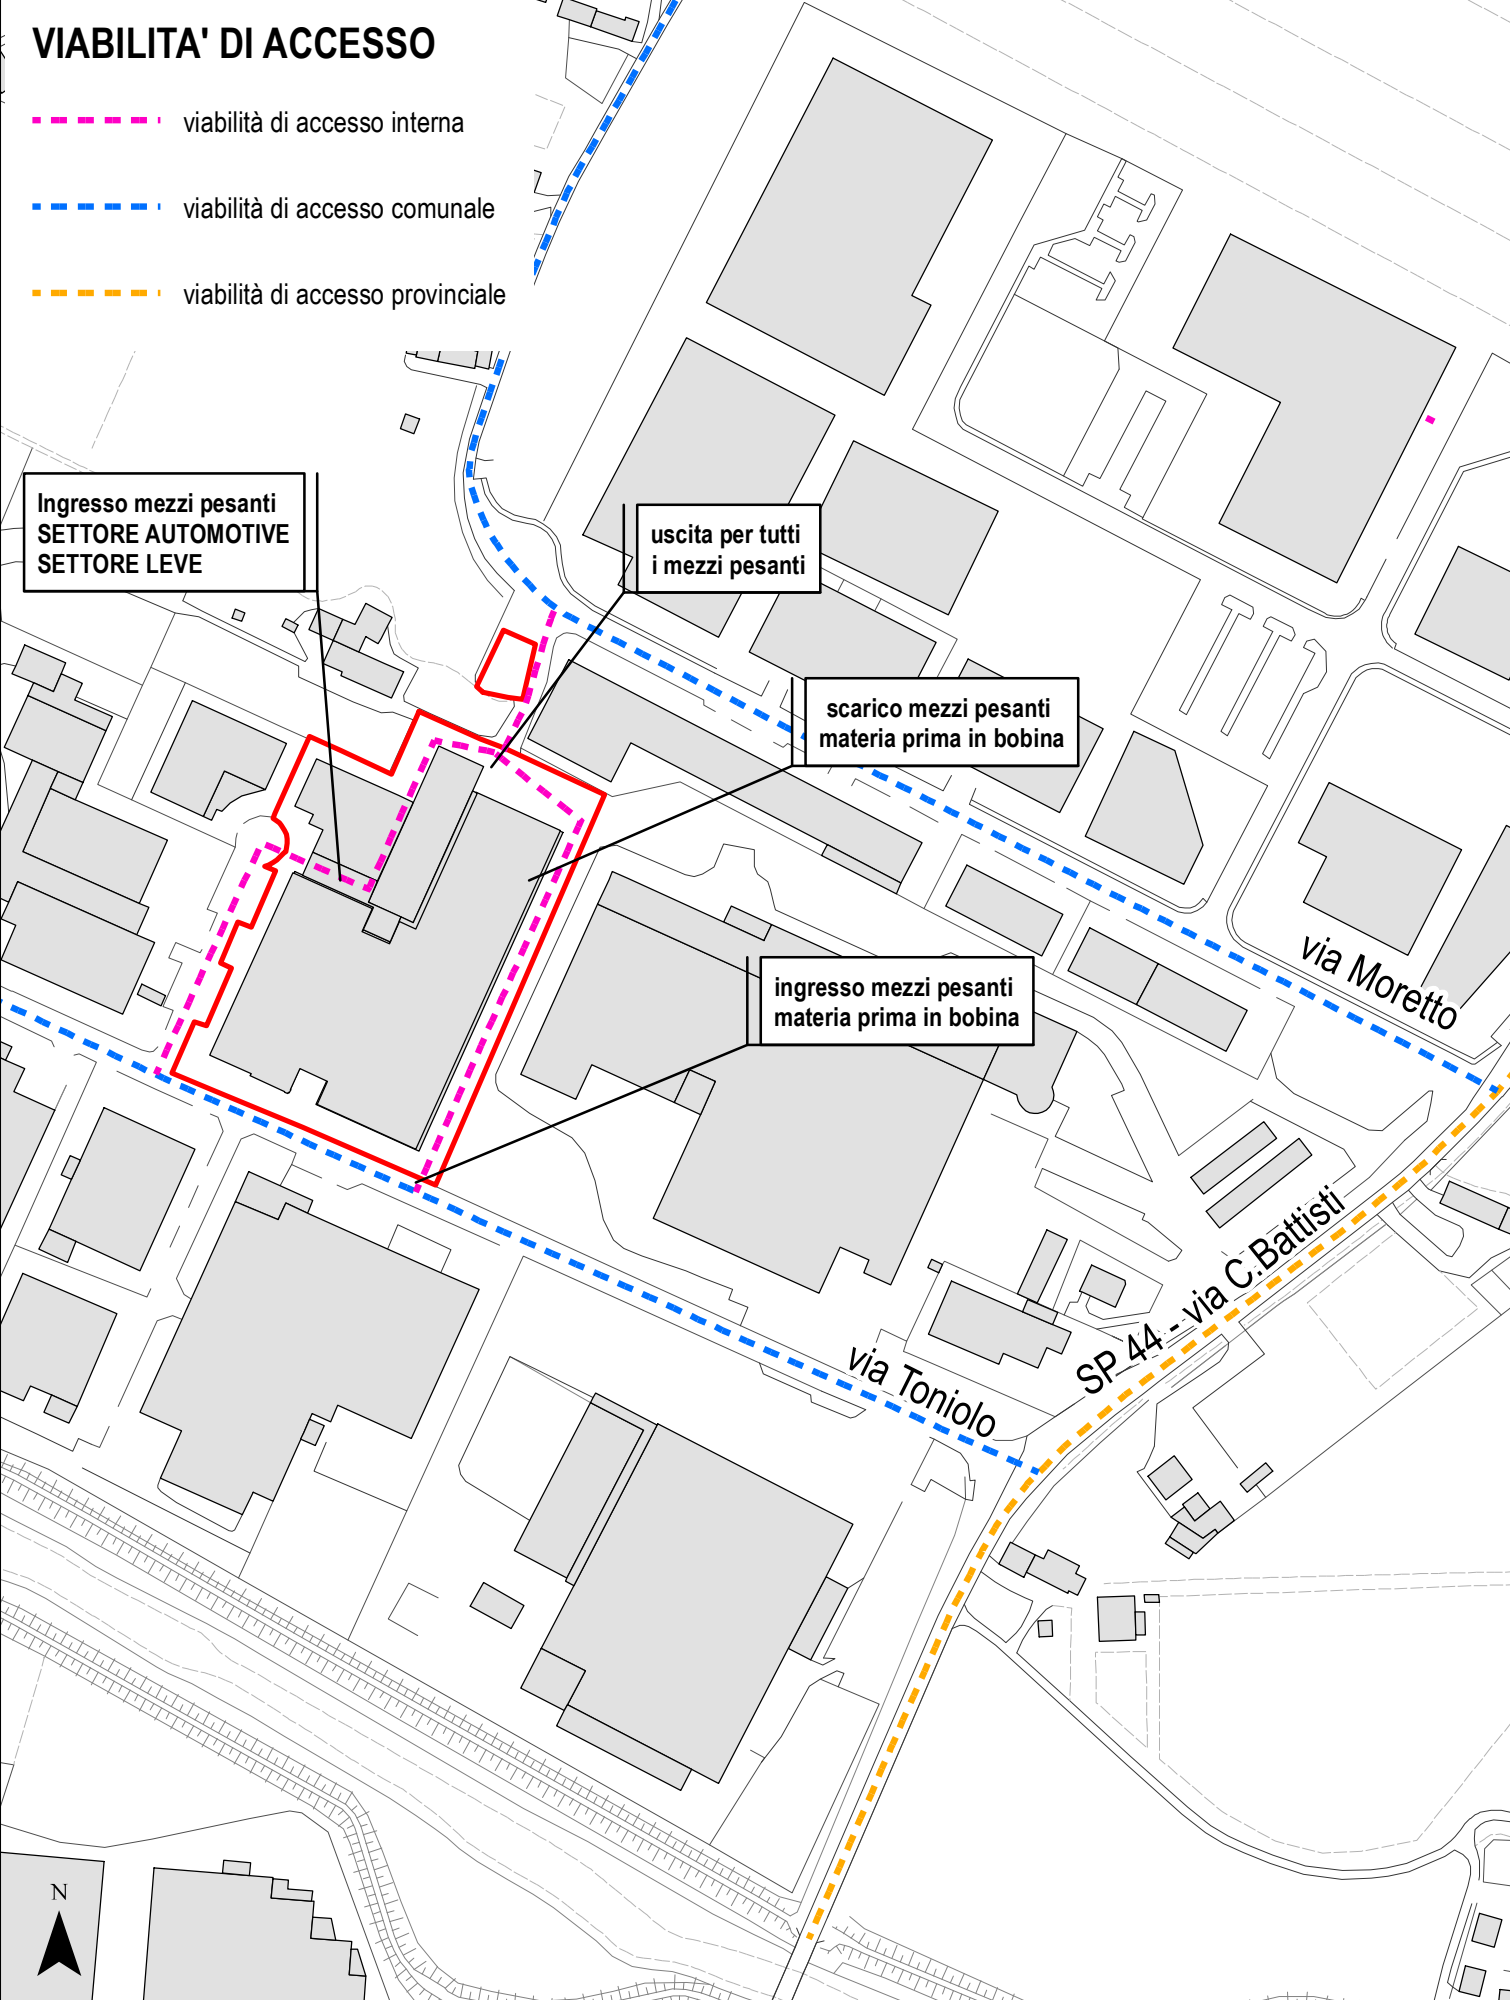 VIABILITA' DI ACCESSO
viabilità di accesso interna
viabilità di accesso comunale
viabilità di accesso provinciale
Ingresso mezzi pesanti
SETTORE AUTOMOTIVE
SETTORE LEVE
uscita per tutti
i mezzi pesanti
scarico mezzi pesanti
materia prima in bobina
ingresso mezzi pesanti
materia prima in bobina
via Moretto
SP 44 - via C.Battisti
via Toniolo
N